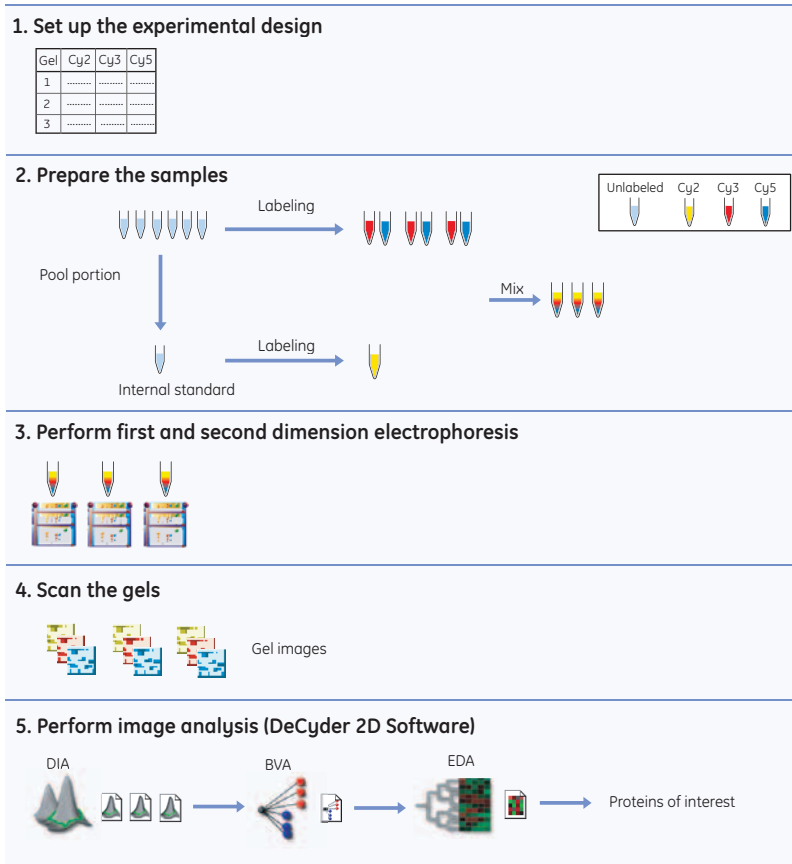 1. Set up the experimental design
Gel Cy2 Cy3 Cy5
1 ......... ......... .........
2 ......... ......... .........
3 ......... ......... .........
2. Prepare the samples
Unlabeled Cy2 Cy3 Cy5
Labeling
Pool portion
Mix
Labeling
Internal standard
3. Perform first and second dimension electrophoresis
4. Scan the gels
Gel images
5. Perform image analysis (DeCyder 2D Software)
DIA BVA EDA
Proteins of interest